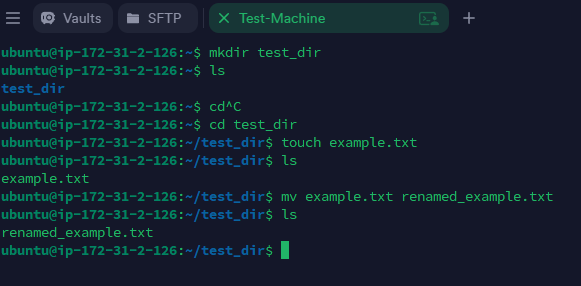 Vaults SFTP Test-Machine
ubuntu@ip-172-31-2-126:~$ mkdir test_dir
ubuntu@ip-172-31-2-126:~$ ls
test_dir
ubuntu@ip-172-31-2-126:~$ cd^C
ubuntu@ip-172-31-2-126:~$ cd test_dir
ubuntu@ip-172-31-2-126:~/test_dir$ touch example.txt
ubuntu@ip-172-31-2-126:~/test_dir$ ls
example.txt
ubuntu@ip-172-31-2-126:~/test_dir$ mv example.txt renamed_example.txt
ubuntu@ip-172-31-2-126:~/test_dir$ ls
renamed_example.txt
ubuntu@ip-172-31-2-126:~/test_dir$